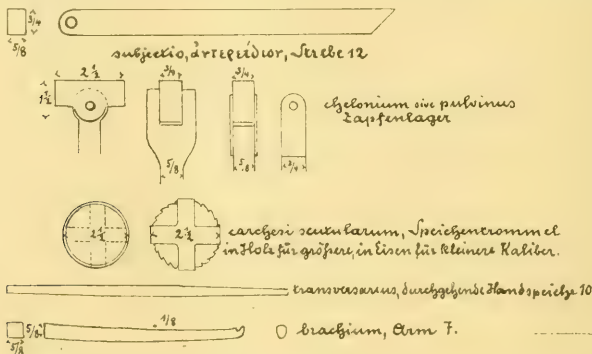 3/4
5/8
subjectio, ἀντερείδιον, Strebe 12
2 1/2
3/4
3/4
1 1/2
chelonium sive pulvinus
Zapfenlager
5/8
5/8
3/4
2 1/2
2 1/2
carchesi scutularum, Speichentrommel
in Holz für größere, in Eisen für kleinere Kaliber.
transversarius, durchgehende Handspeiche 10
1/8
5/8
brachium, Arm 7.
5/8